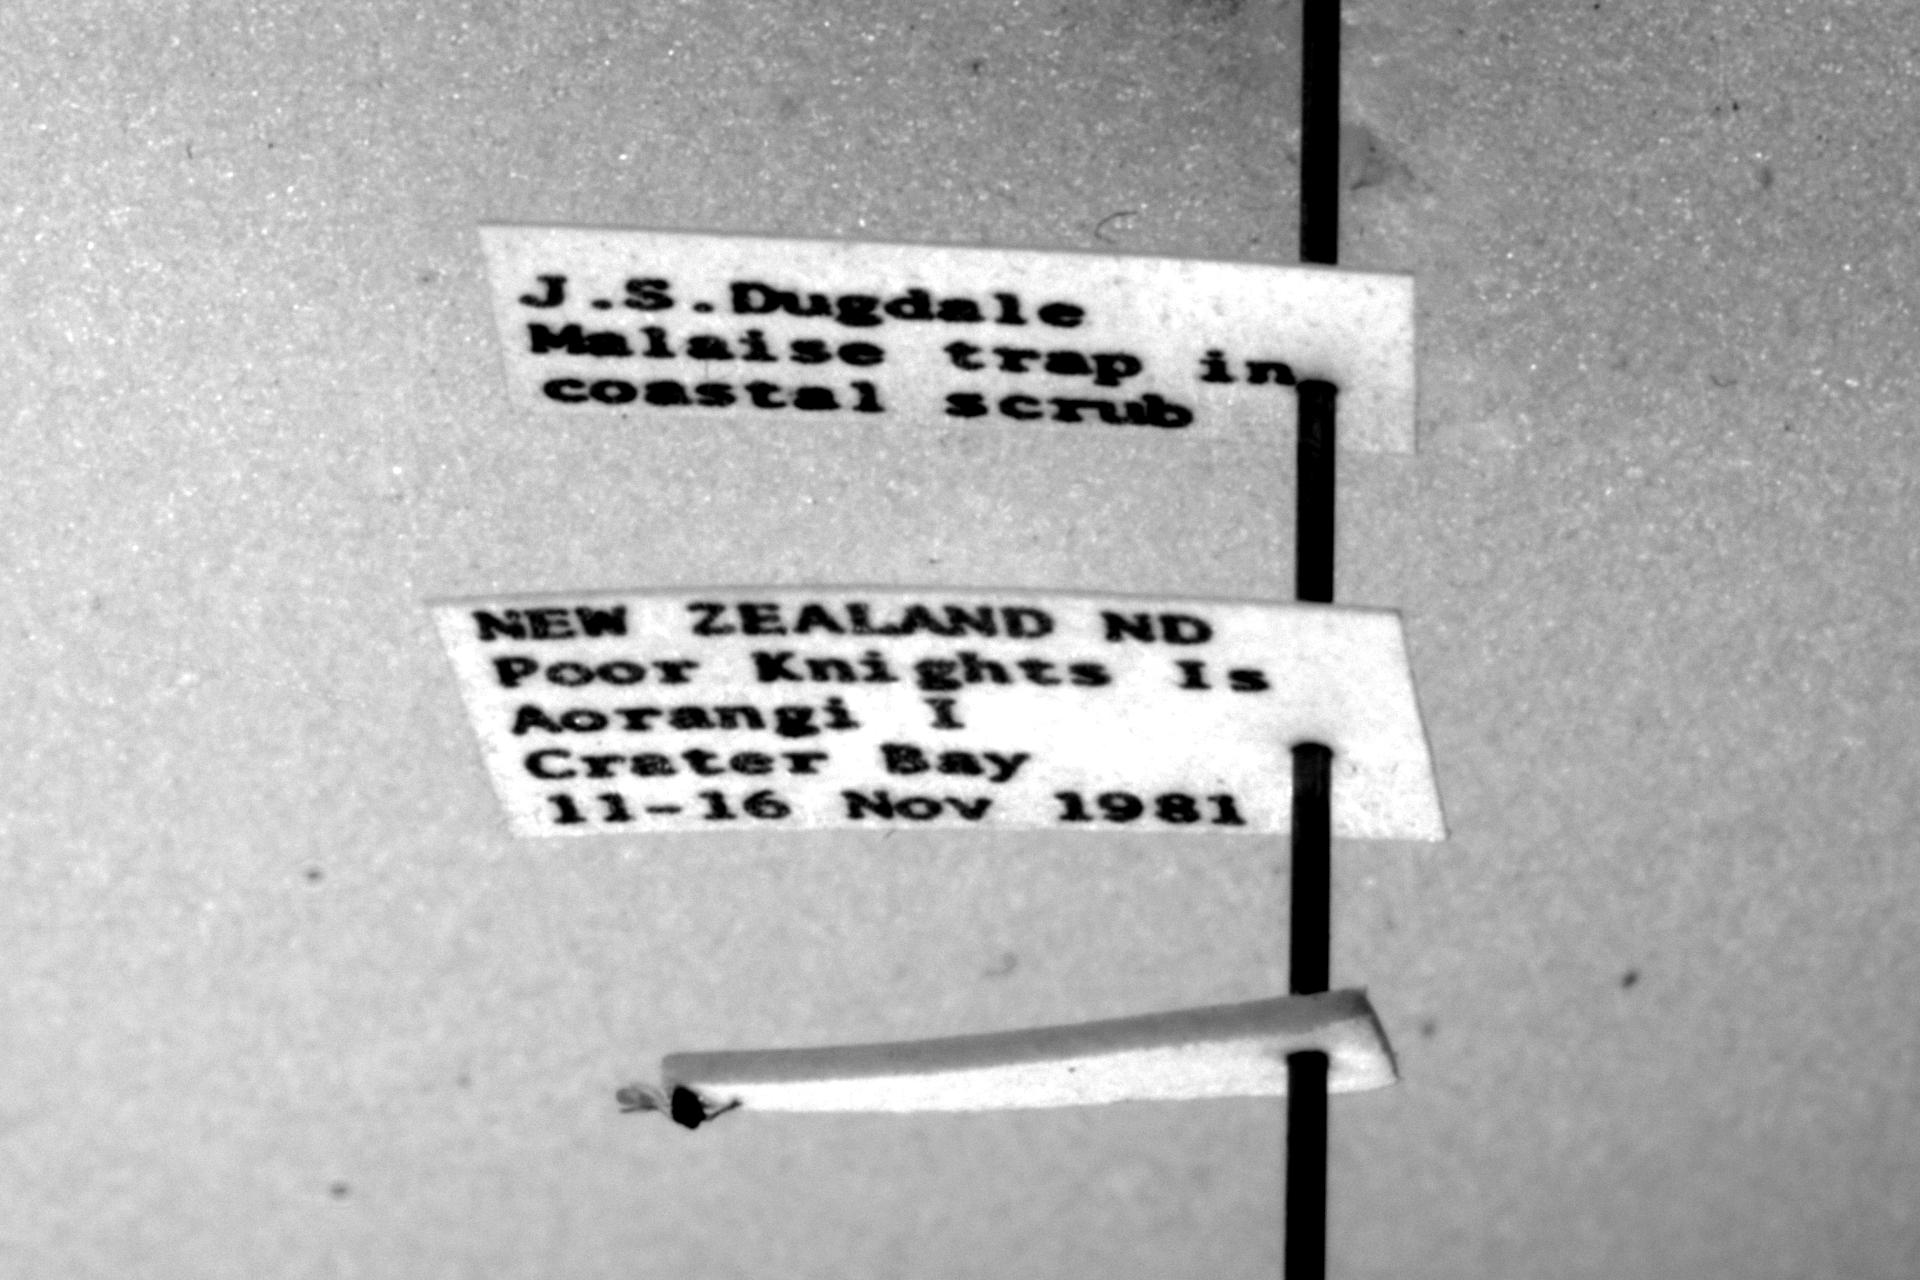 J.S.Dugdale
Malaise trap in
coastal scrub
NEW ZEALAND ND
Poor Knights Is
Aorangi I
Crater Bay
11-16 Nov 1981